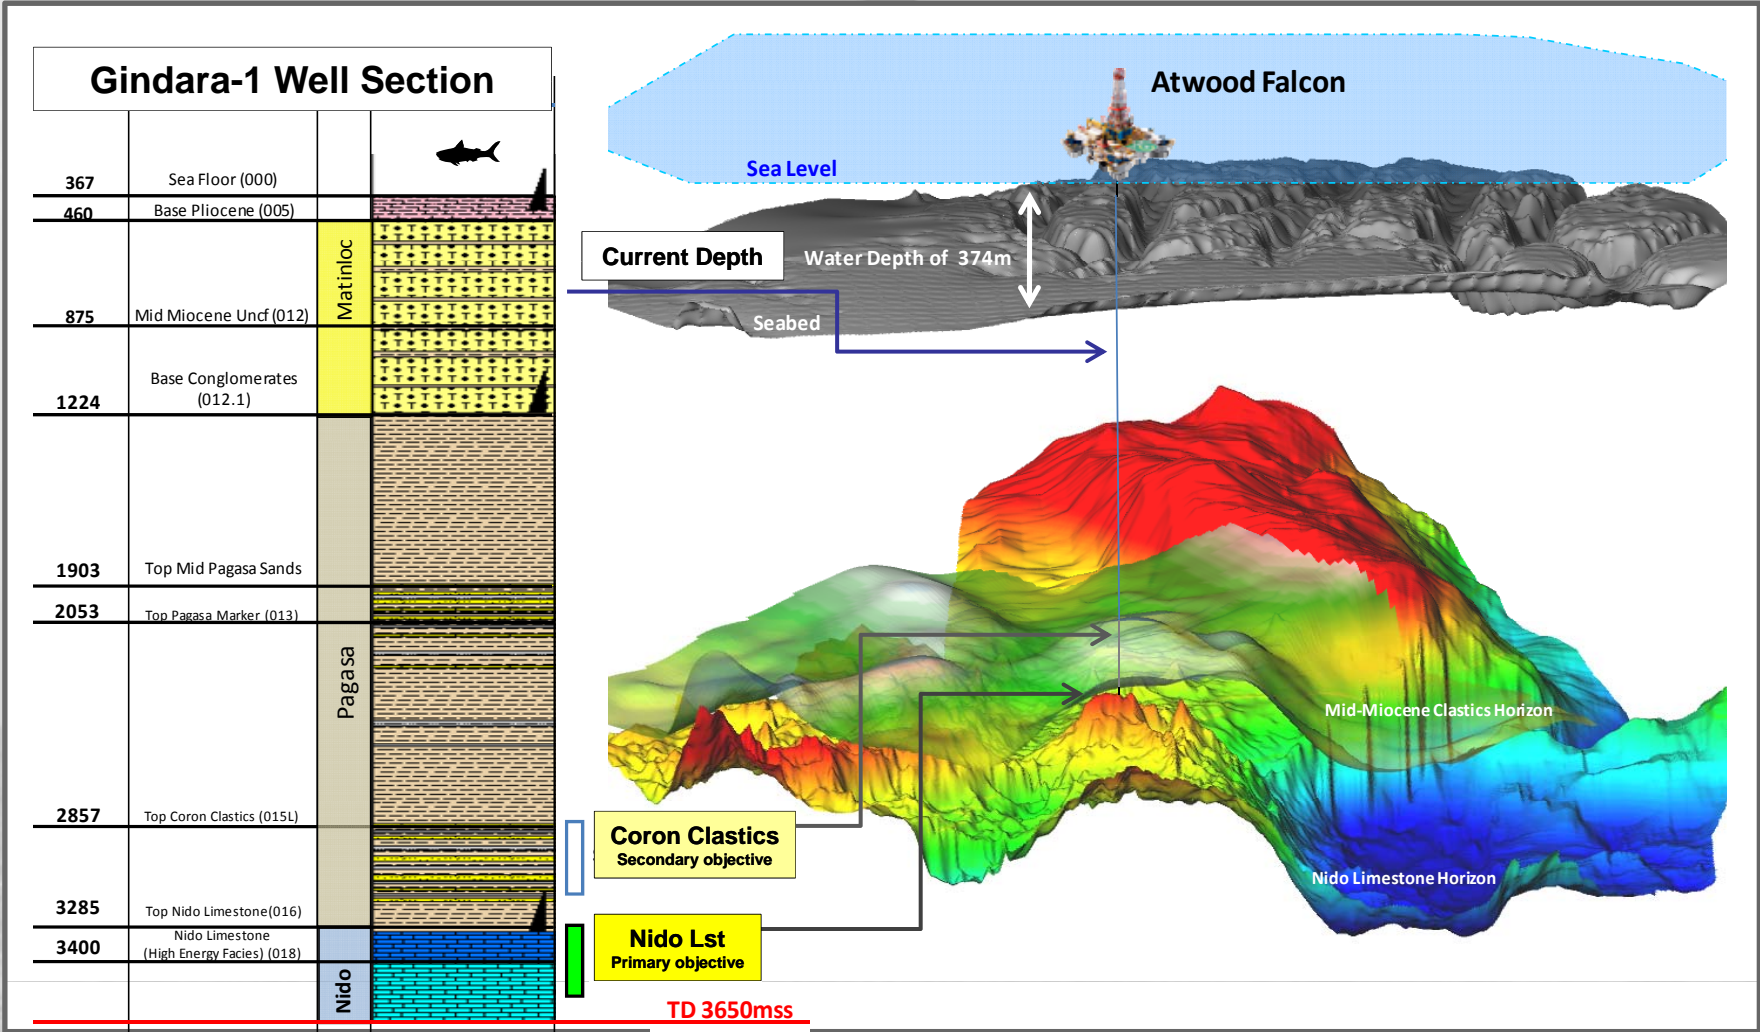 Gindara-1 Well Section
367
Sea Floor (000)
460
Base Pliocene (005)
Matinloc
875
Mid Miocene Uncf (012)
Base Conglomerates
(012.1)
1224
1903
Top Mid Pagasa Sands
2053
Top Pagasa Marker (013)
Pagasa
2857
Top Coron Clastics (015L)
3285
Top Nido Limestone(016)
Nido Limestone
3400
(High Energy Facies) (018)
Nido
TD 3650mss
Atwood Falcon
Sea Level
Current Depth
Water Depth of 374m
Seabed
Mid-Miocene Clastics Horizon
Coron Clastics
Secondary objective
Nido Limestone Horizon
Nido Lst
Primary objective